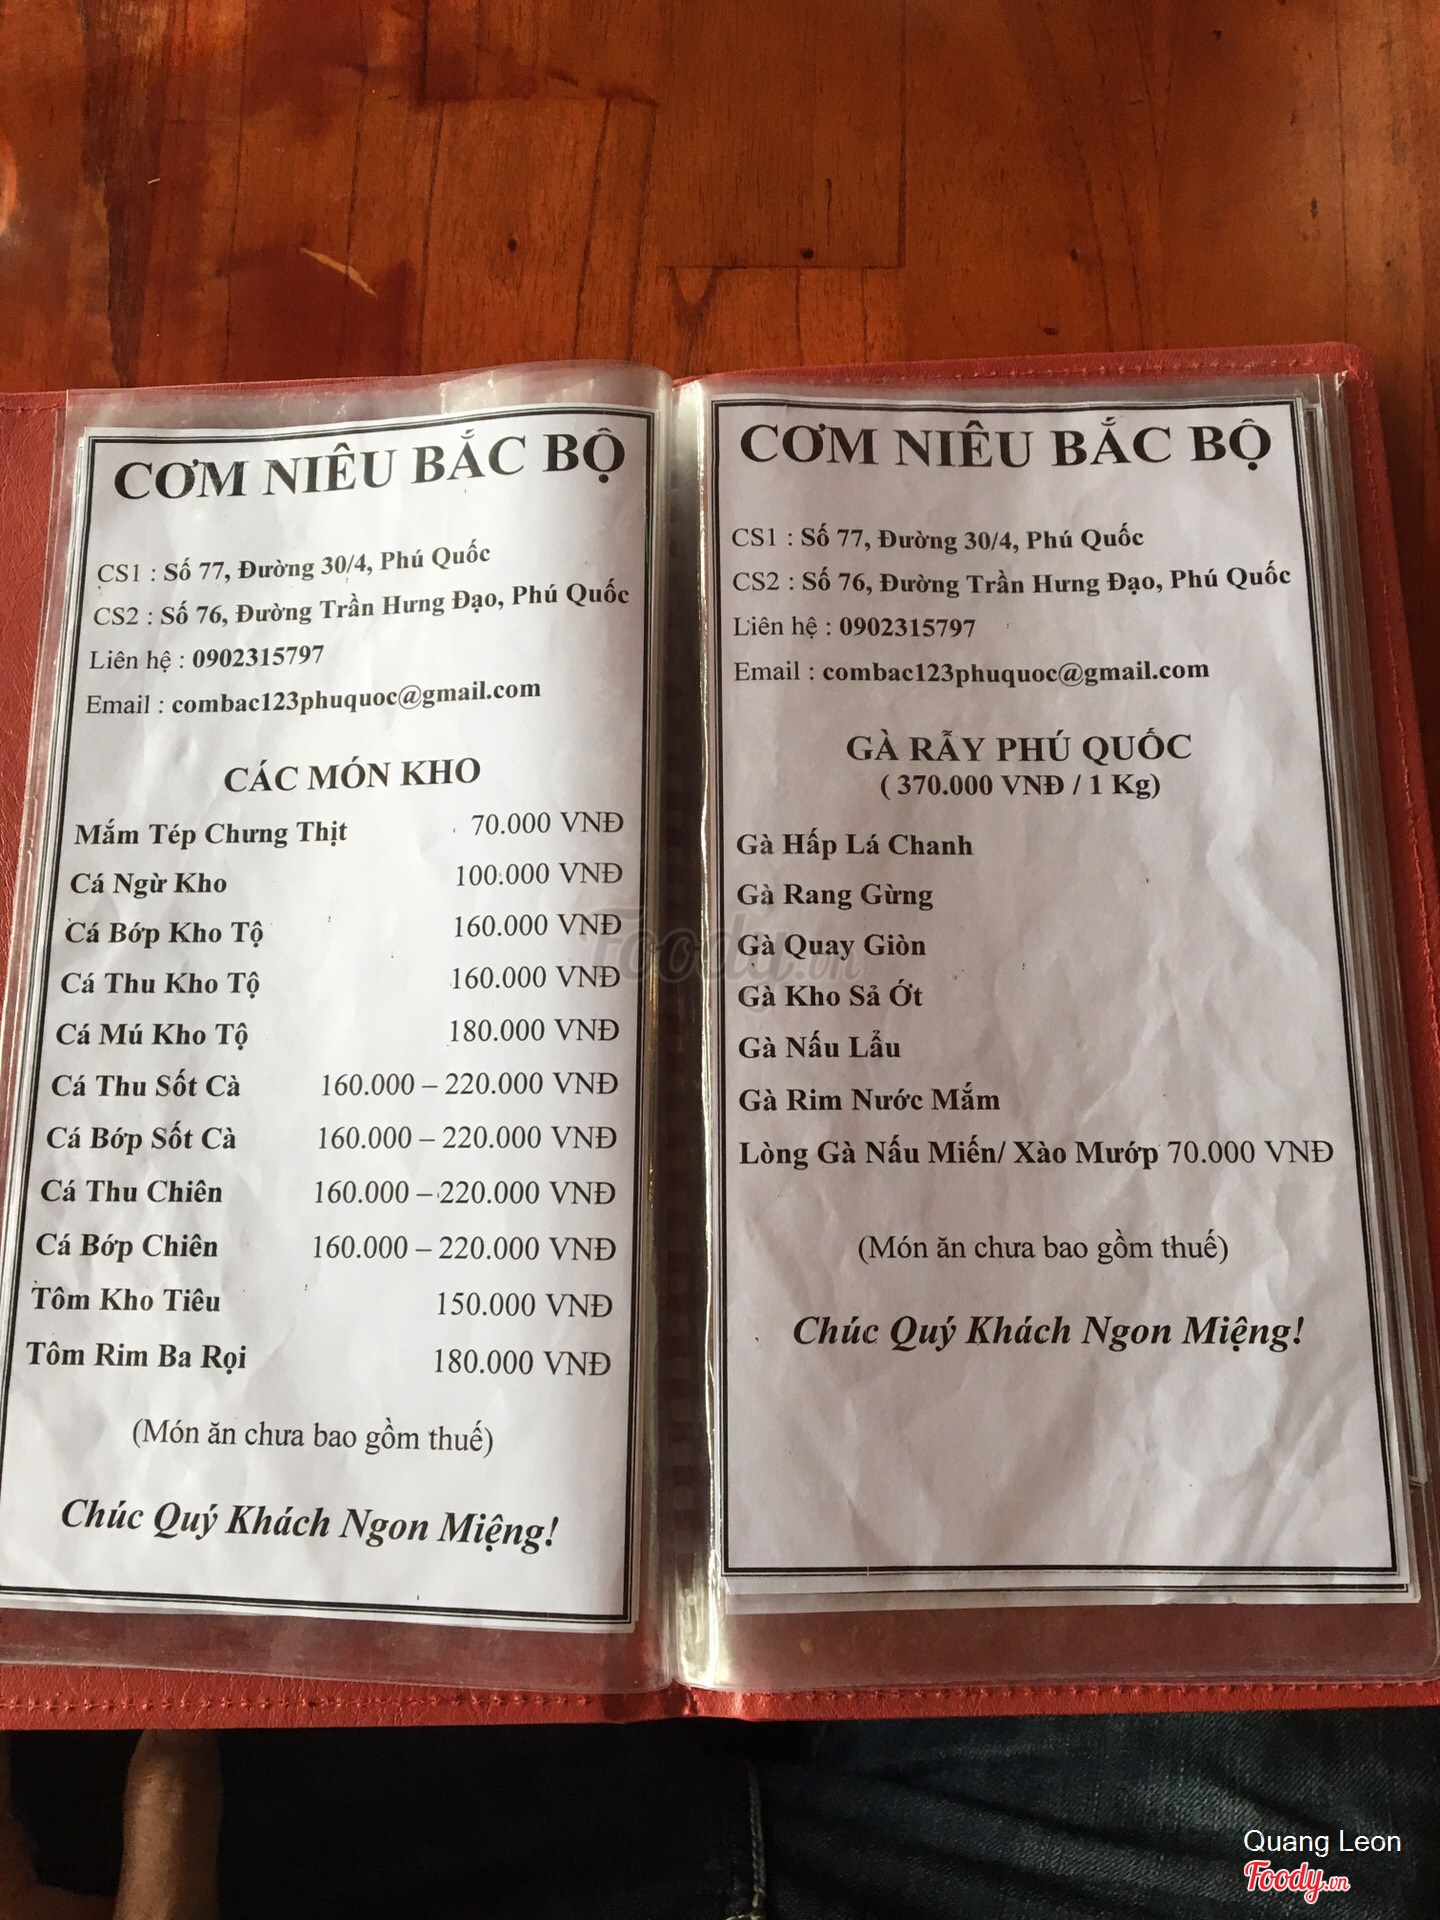 CƠM NIÊU BẮC BỘ
CS1 : Số 77, Đường 30/4, Phú Quốc
CS2 : Số 76, Đường Trần Hưng Đạo, Phú Quốc
Liên hệ : 0902315797
Email : combac123phuquoc@gmail.com
CÁC MÓN KHO
Mắm Tép Chưng Thịt 70.000 VNĐ
Cá Ngừ Kho 100.000 VNĐ
Cá Bớp Kho Tộ 160.000 VNĐ
Cá Thu Kho Tộ 160.000 VNĐ
Cá Mú Kho Tộ 180.000 VNĐ
Cá Thu Sốt Cà 160.000 – 220.000 VNĐ
Cá Bớp Sốt Cà 160.000 – 220.000 VNĐ
Cá Thu Chiên 160.000 – 220.000 VNĐ
Cá Bớp Chiên 160.000 – 220.000 VNĐ
Tôm Kho Tiêu 150.000 VNĐ
Tôm Rim Ba Rọi 180.000 VNĐ
(Món ăn chưa bao gồm thuế)
Chúc Quý Khách Ngon Miệng!
CƠM NIÊU BẮC BỘ
CS1 : Số 77, Đường 30/4, Phú Quốc
CS2 : Số 76, Đường Trần Hưng Đạo, Phú Quốc
Liên hệ : 0902315797
Email : combac123phuquoc@gmail.com
GÀ RẪY PHÚ QUỐC
( 370.000 VNĐ / 1 Kg)
Gà Hấp Lá Chanh
Gà Rang Gừng
Gà Quay Giòn
Gà Kho Sả Ớt
Gà Nấu Lẩu
Gà Rim Nước Mắm
Lòng Gà Nấu Miến/ Xào Mướp 70.000 VNĐ
(Món ăn chưa bao gồm thuế)
Chúc Quý Khách Ngon Miệng!
Foody.vn
Quang Leon
Foody.vn